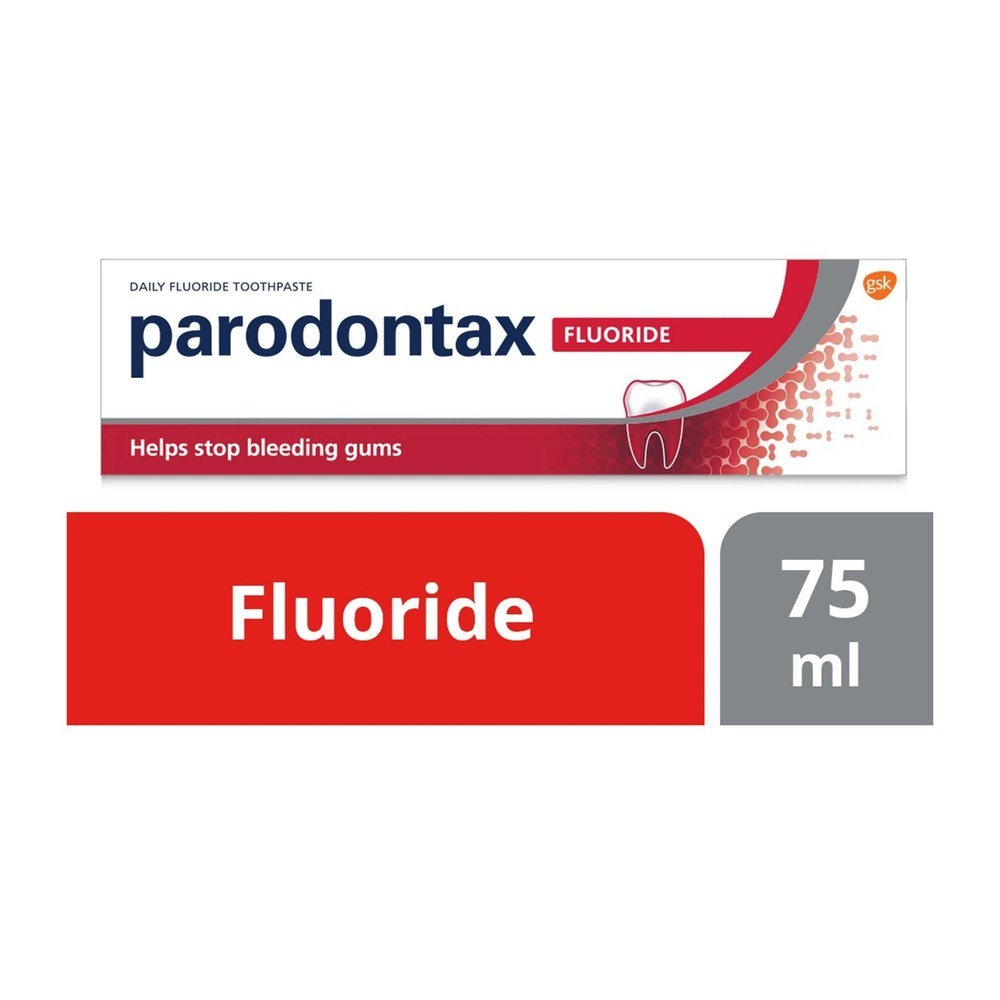 DAILY FLUORIDE TOOTHPASTE
parodontax
FLUORIDE
gsk
Helps stop bleeding gums
Fluoride
75
ml